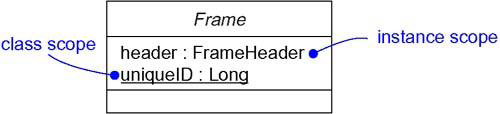 Frame
class scope
header : FrameHeader
instance scope
uniqueID : Long